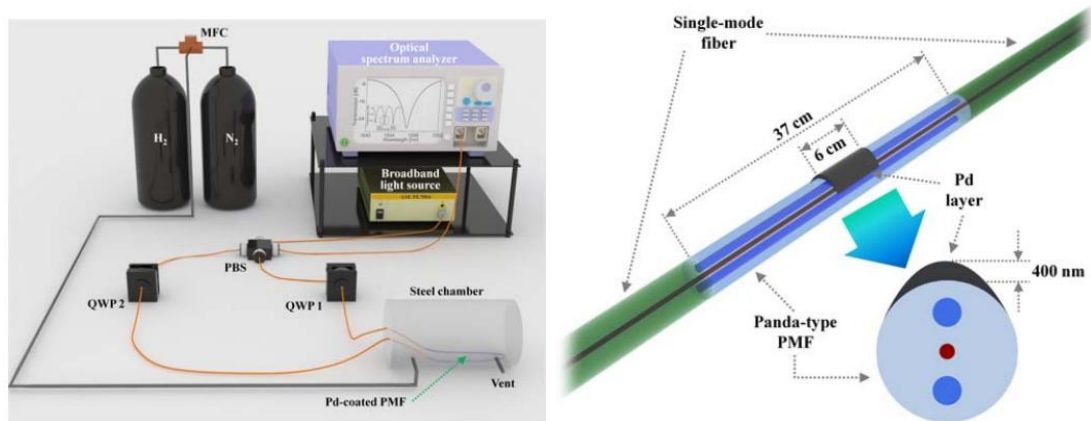 MFC
H2
N2
Optical
spectrum analyzer
Broadband
light source
PBS
QWP 2
QWP 1
Steel chamber
Vent
Pd-coated PMF
Single-mode
fiber
37 cm
6 cm
Pd
layer
400 nm
Panda-type
PMF